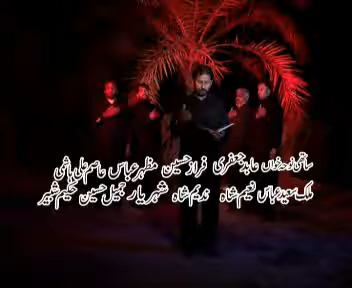 ساتھی نوحہ خواں عابد جعفری فراز حسین مظہر عباس عاصم علی ہاشمی
ملک سعید عباس نعیم شاہ ندیم شاہ شہریار جمیل حسین حکیم شبیر